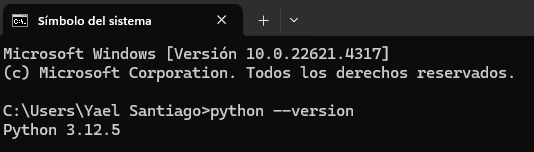 Símbolo del sistema
Microsoft Windows [Versión 10.0.22621.4317]
(c) Microsoft Corporation. Todos los derechos reservados.
C:\Users\Yael Santiago>python --version
Python 3.12.5